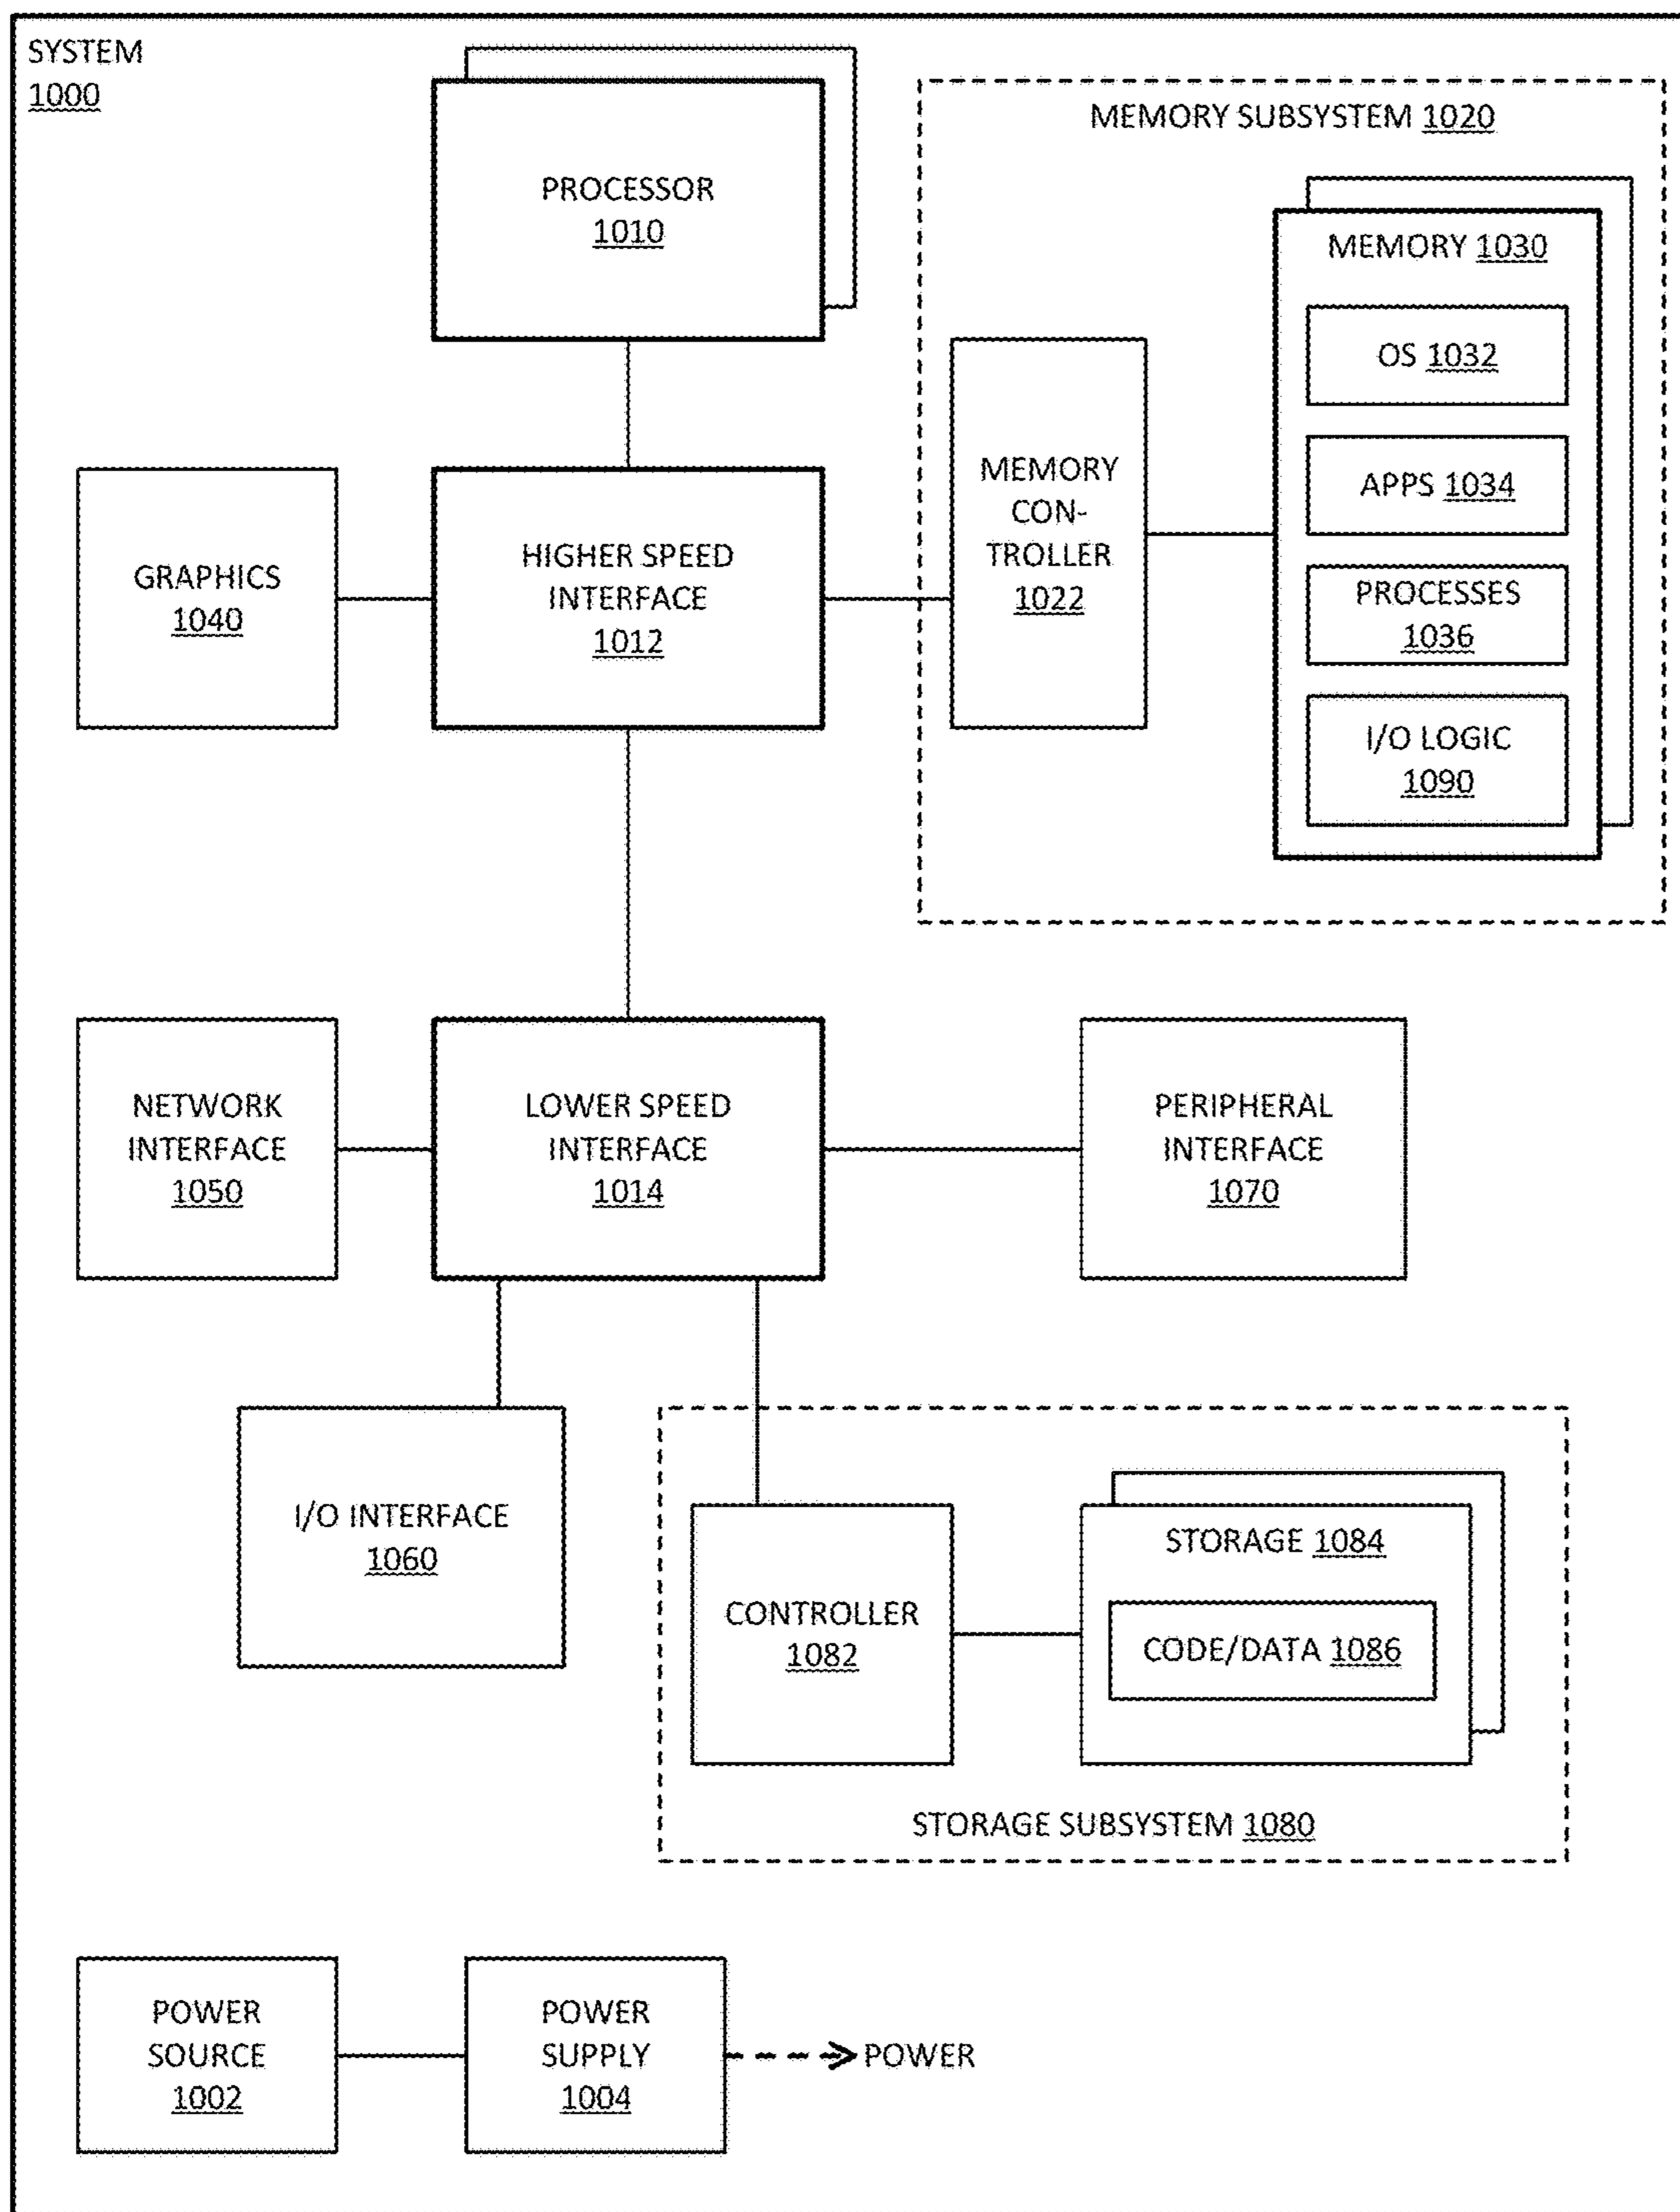 SYSTEM
1000
PROCESSOR
1010
MEMORY SUBSYSTEM 1020
MEMORY 1030
OS 1032
APPS 1034
PROCESSES
1036
I/O LOGIC
1090
MEMORY
CON-
TROLLER
1022
GRAPHICS
1040
HIGHER SPEED
INTERFACE
1012
NETWORK
INTERFACE
1050
LOWER SPEED
INTERFACE
1014
PERIPHERAL
INTERFACE
1070
I/O INTERFACE
1060
CONTROLLER
1082
STORAGE 1084
CODE/DATA 1086
STORAGE SUBSYSTEM 1080
POWER
SOURCE
1002
POWER
SUPPLY
1004
POWER